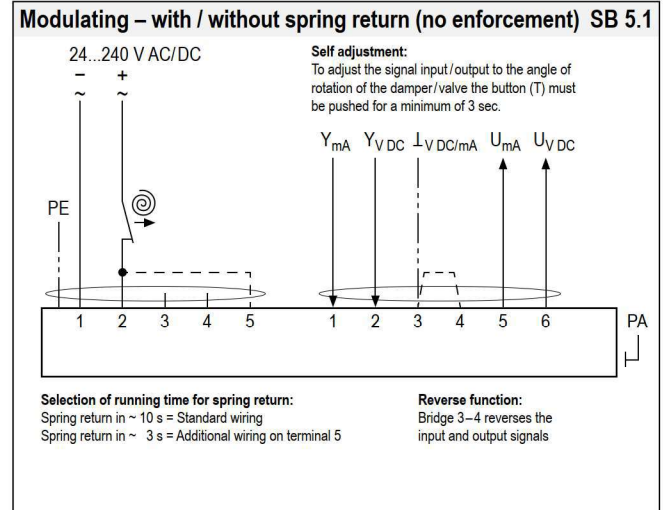 Modulating – with / without spring return (no enforcement) SB 5.1
24...240 V AC/DC
– +
~ ~
Self adjustment:
To adjust the signal input/output to the angle of
rotation of the damper/valve the button (T) must
be pushed for a minimum of 3 sec.
YmA YV DC ⊥V DC/mA UmA UV DC
PE
1 2 3 4 5 1 2 3 4 5 6 PA
Selection of running time for spring return:
Spring return in ~ 10 s = Standard wiring
Spring return in ~ 3 s = Additional wiring on terminal 5
Reverse function:
Bridge 3–4 reverses the
input and output signals